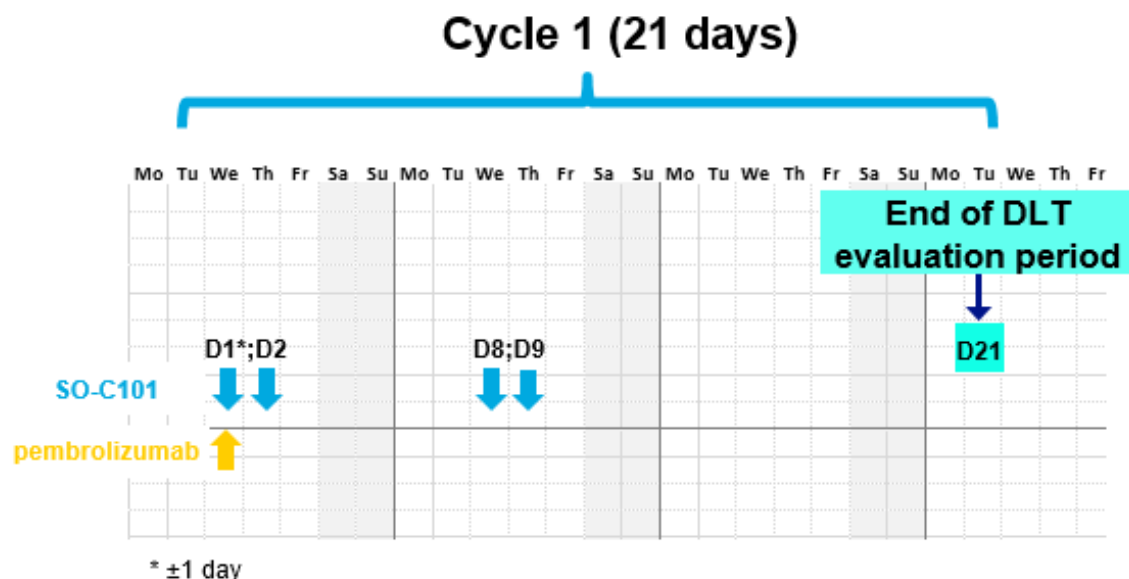 Cycle 1 (21 days)
Mo Tu We Th Fr Sa Su Mo Tu We Th Fr Sa Su Mo Tu We Th Fr Sa Su Mo Tu We Th Fr
End of DLT
evaluation period
D1*;D2 D8;D9 D21
SO-C101
pembrolizumab
* ±1 day